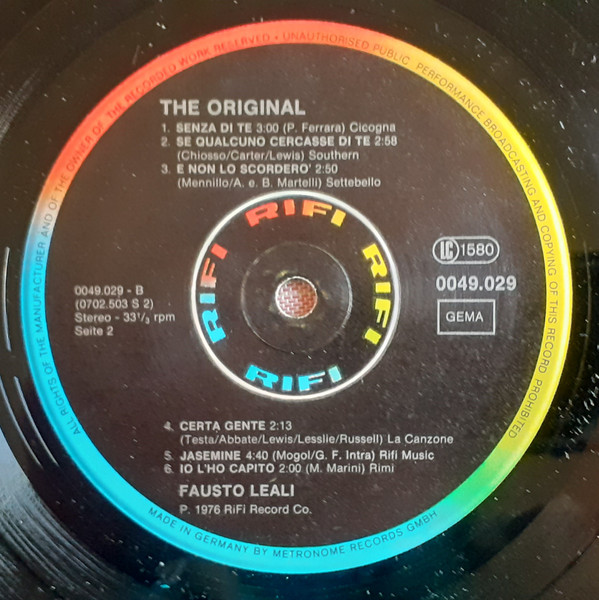 ALL RIGHTS OF THE MANUFACTURER AND OF THE OWNER OF THE RECORDED WORK RESERVED • UNAUTHORISED PUBLIC PERFORMANCE BROADCASTING AND COPYING OF THIS RECORD PROHIBITED
THE ORIGINAL
1. SENZA DI TE 3:00 (P. Ferrara) Cicogna
2. SE QUALCUNO CERCASSE DI TE 2:58
(Chiosso/Carter/Lewis) Southern
3. E NON LO SCORDERO' 2:50
(Mennillo/A. e. B. Martelli) Settebello
RIFI RIFI RIFI RIFI
LC 1580
0049.029
GEMA
0049.029 - B
(0702.503 S 2)
Stereo - 33 1/3 rpm
Seite 2
4. CERTA GENTE 2:13
(Testa/Abbate/Lewis/Lesslie/Russell) La Canzone
5. JASEMINE 4:40 (Mogol/G. F. Intra) Rifi Music
6. IO L'HO CAPITO 2:00 (M. Marini) Rimi
FAUSTO LEALI
P. 1976 RiFi Record Co.
MADE IN GERMANY BY METRONOME RECORDS GMBH